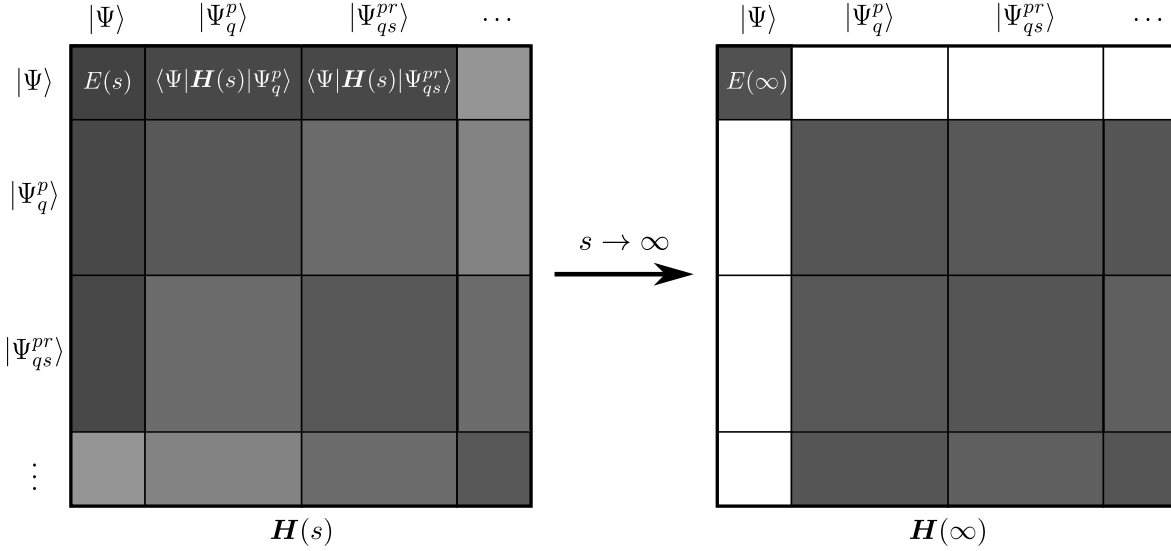 |Ψ⟩ |Ψ^p_q⟩ |Ψ^{pr}_{qs}⟩ ⋯
|Ψ⟩ E(s) ⟨Ψ|H(s)|Ψ^p_q⟩ ⟨Ψ|H(s)|Ψ^{pr}_{qs}⟩
|Ψ^p_q⟩
|Ψ^{pr}_{qs}⟩
⋮
H(s)
s → ∞
|Ψ⟩ |Ψ^p_q⟩ |Ψ^{pr}_{qs}⟩ ⋯
E(∞)
H(∞)